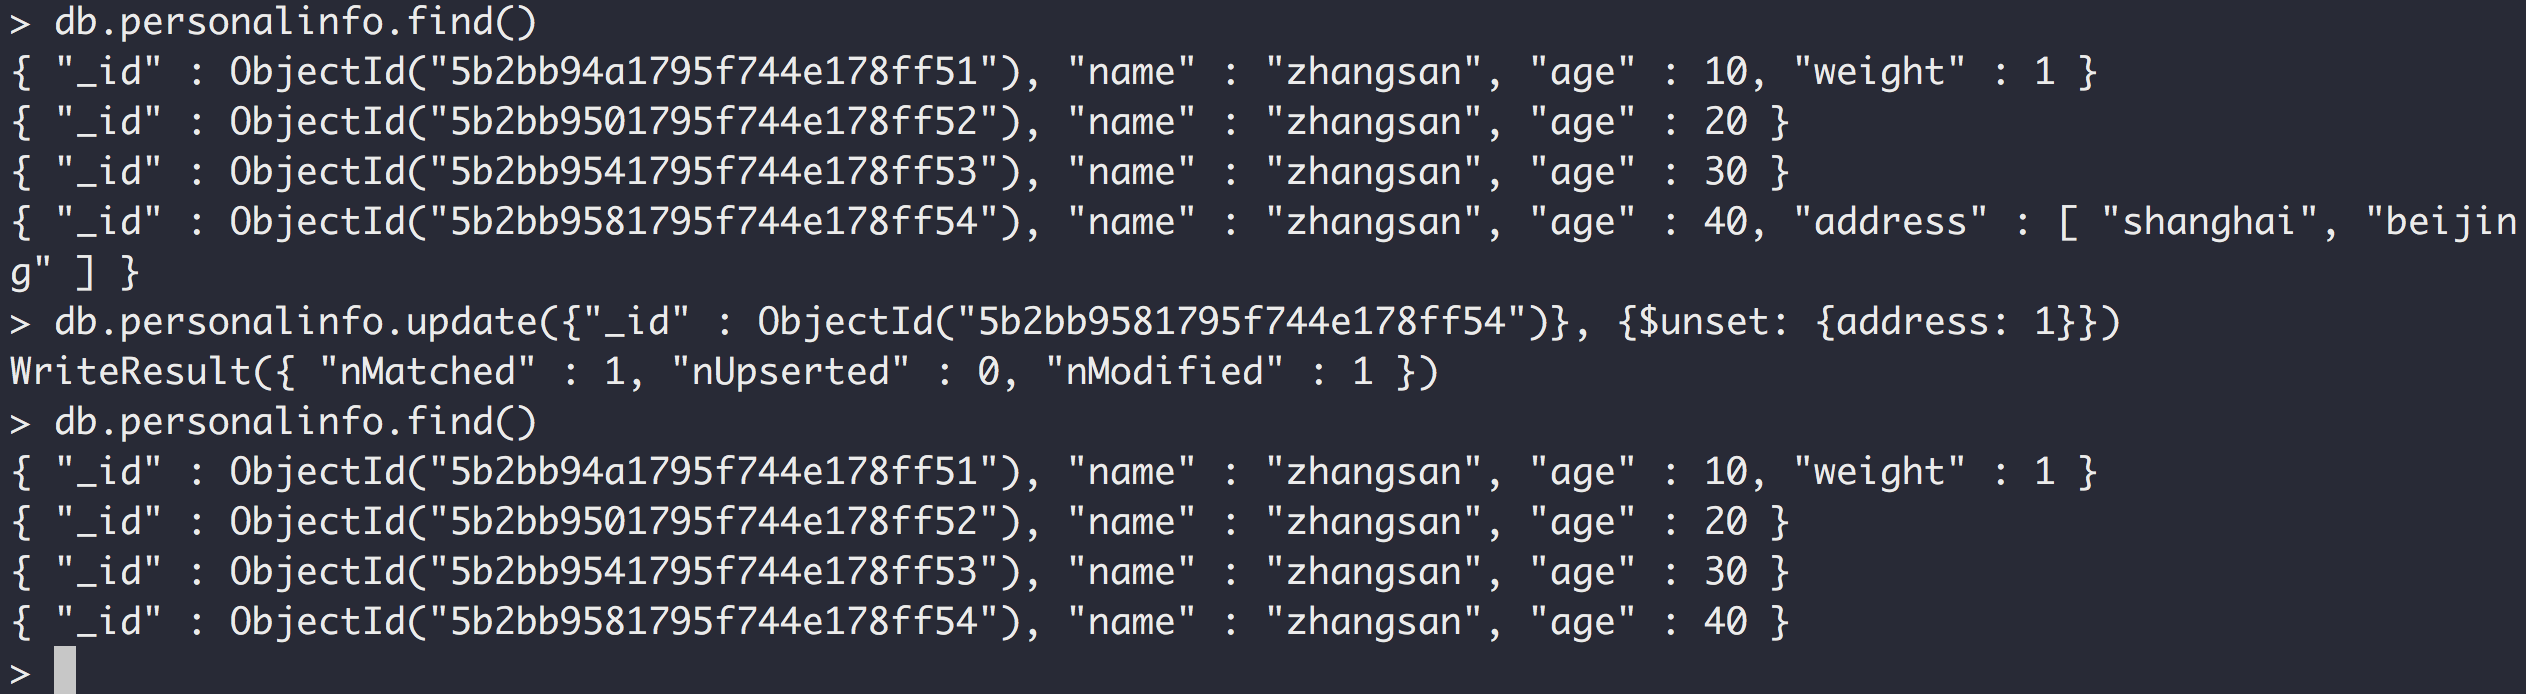 > db.personalinfo.find()
{ "_id" : ObjectId("5b2bb94a1795f744e178ff51"), "name" : "zhangsan", "age" : 10, "weight" : 1 }
{ "_id" : ObjectId("5b2bb9501795f744e178ff52"), "name" : "zhangsan", "age" : 20 }
{ "_id" : ObjectId("5b2bb9541795f744e178ff53"), "name" : "zhangsan", "age" : 30 }
{ "_id" : ObjectId("5b2bb9581795f744e178ff54"), "name" : "zhangsan", "age" : 40, "address" : [ "shanghai", "beijin
g" ] }
> db.personalinfo.update({"_id" : ObjectId("5b2bb9581795f744e178ff54")}, {$unset: {address: 1}})
WriteResult({ "nMatched" : 1, "nUpserted" : 0, "nModified" : 1 })
> db.personalinfo.find()
{ "_id" : ObjectId("5b2bb94a1795f744e178ff51"), "name" : "zhangsan", "age" : 10, "weight" : 1 }
{ "_id" : ObjectId("5b2bb9501795f744e178ff52"), "name" : "zhangsan", "age" : 20 }
{ "_id" : ObjectId("5b2bb9541795f744e178ff53"), "name" : "zhangsan", "age" : 30 }
{ "_id" : ObjectId("5b2bb9581795f744e178ff54"), "name" : "zhangsan", "age" : 40 }
>